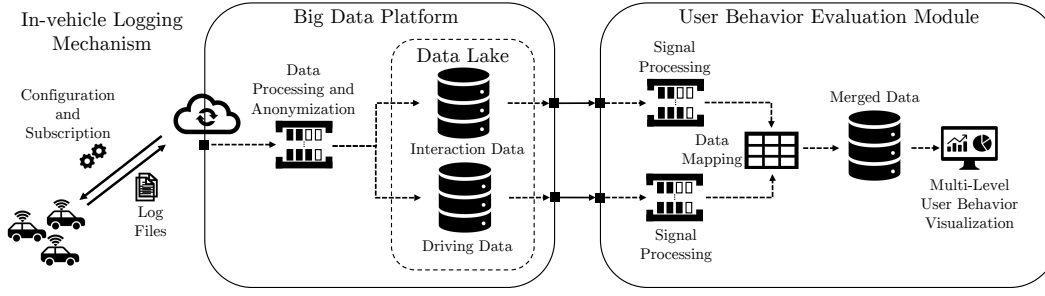 In-vehicle Logging
Mechanism
Configuration
and
Subscription
Log
Files
Big Data Platform
Data
Processing and
Anonymization
Data Lake
Interaction Data
Driving Data
User Behavior Evaluation Module
Signal
Processing
Signal
Processing
Data
Mapping
Merged Data
Multi-Level
User Behavior
Visualization